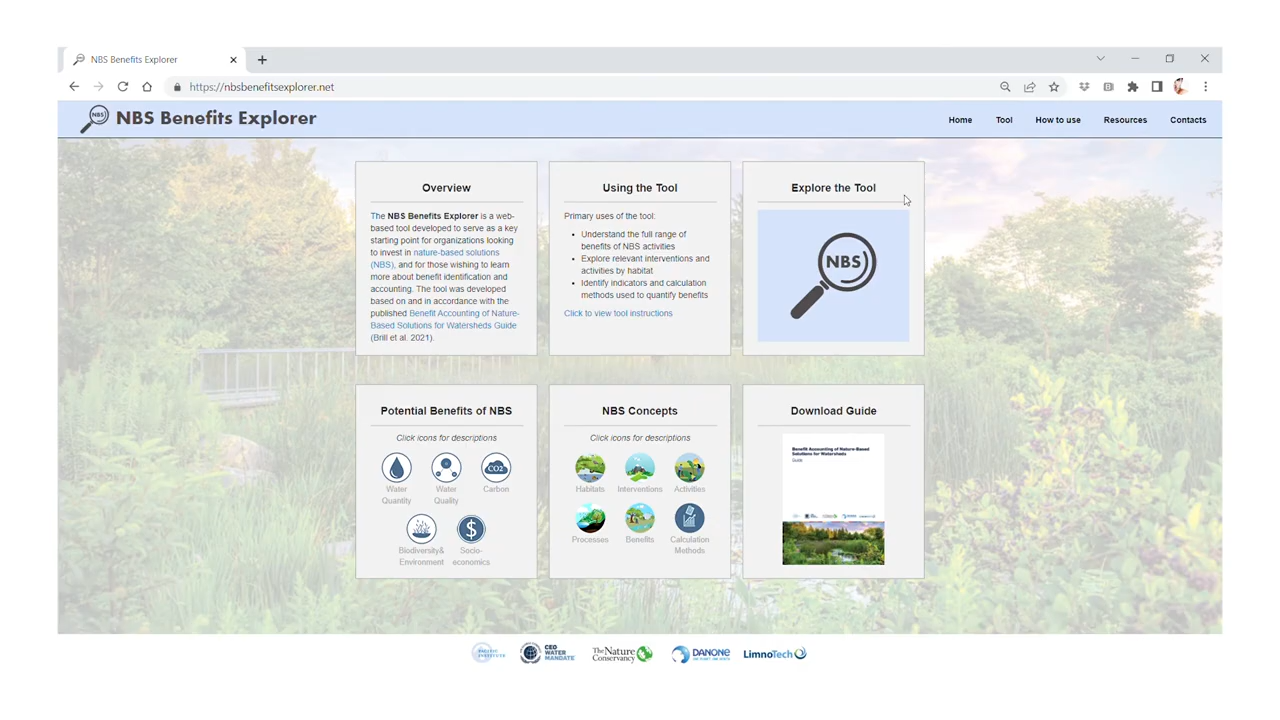 NBS Benefits Explorer
https://nbsbenefitsexplorer.net
NBS
NBS Benefits Explorer
Home
Tool
How to use
Resources
Contacts
Overview
The NBS Benefits Explorer is a web-
based tool developed to serve as a key
starting point for organizations looking
to invest in nature-based solutions
(NBS), and for those wishing to learn
more about benefit identification and
accounting. The tool was developed
based on and in accordance with the
published Benefit Accounting of Nature-
Based Solutions for Watersheds Guide
(Brill et al. 2021).
Using the Tool
Primary uses of the tool:
• Understand the full range of
benefits of NBS activities
• Explore relevant interventions and
activities by habitat
• Identify indicators and calculation
methods used to quantify benefits
Click to view tool instructions
Explore the Tool
NBS
Potential Benefits of NBS
Click icons for descriptions
Water
Quantity
Water
Quality
CO2
Carbon
Biodiversity&
Environment
$
Socio-
economics
NBS Concepts
Click icons for descriptions
Habitats
Interventions
Activities
Processes
Benefits
Calculation
Methods
Download Guide
Benefit Accounting of Nature-Based
Solutions for Watersheds
Guide
PACIFIC
INSTITUTE
CEO
WATER
MANDATE
The Nature
Conservancy
DANONE
ONE PLANET. ONE HEALTH
LimnoTech